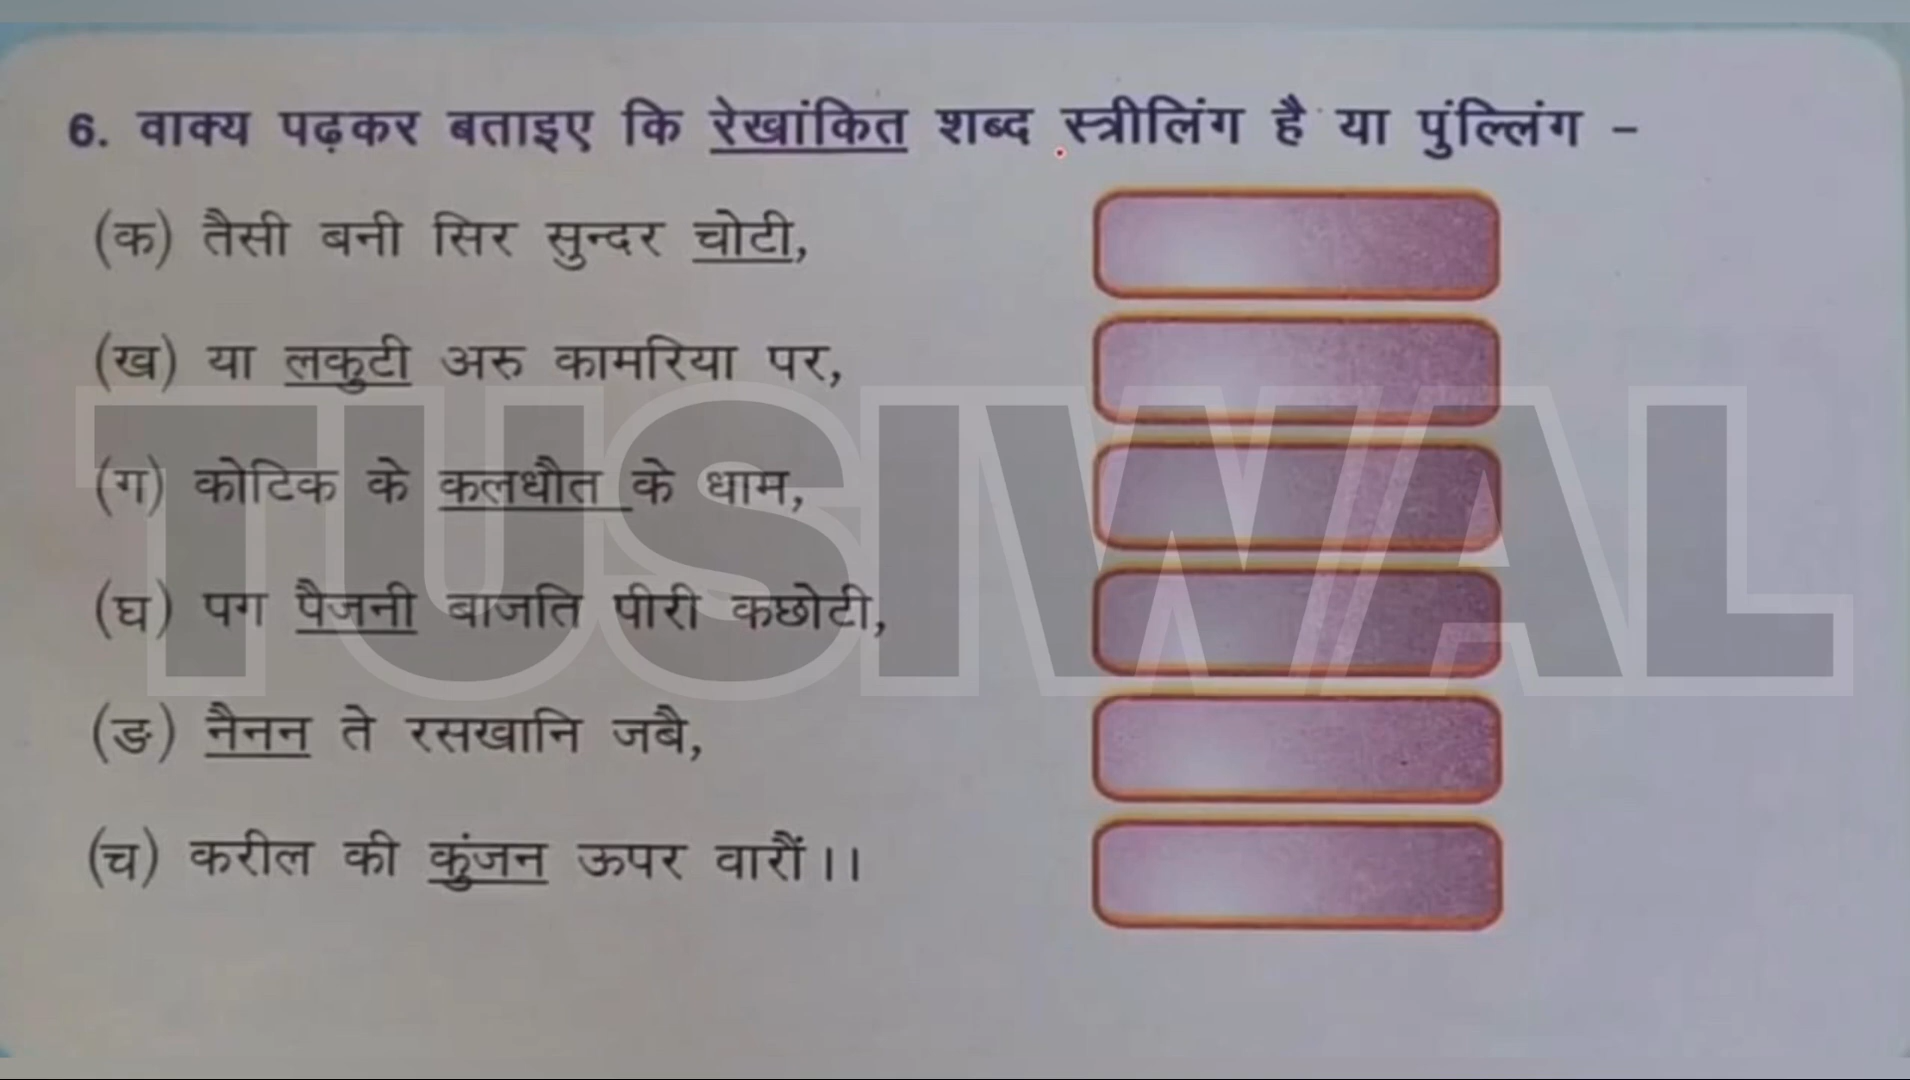 6. वाक्य पढ़कर बताइए कि रेखांकित शब्द स्त्रीलिंग है या पुंल्लिंग –
(क) तैसी बनी सिर सुन्दर चोटी,
(ख) या लकुटी अरु कामरिया पर,
(ग) कोटिक के कलधौत के धाम,
(घ) पग पैजनी बाजति पीरी कछोटी,
(ङ) नैनन ते रसखानि जबै,
(च) करील की कुंजन ऊपर वारौं।।
TUSIWAL